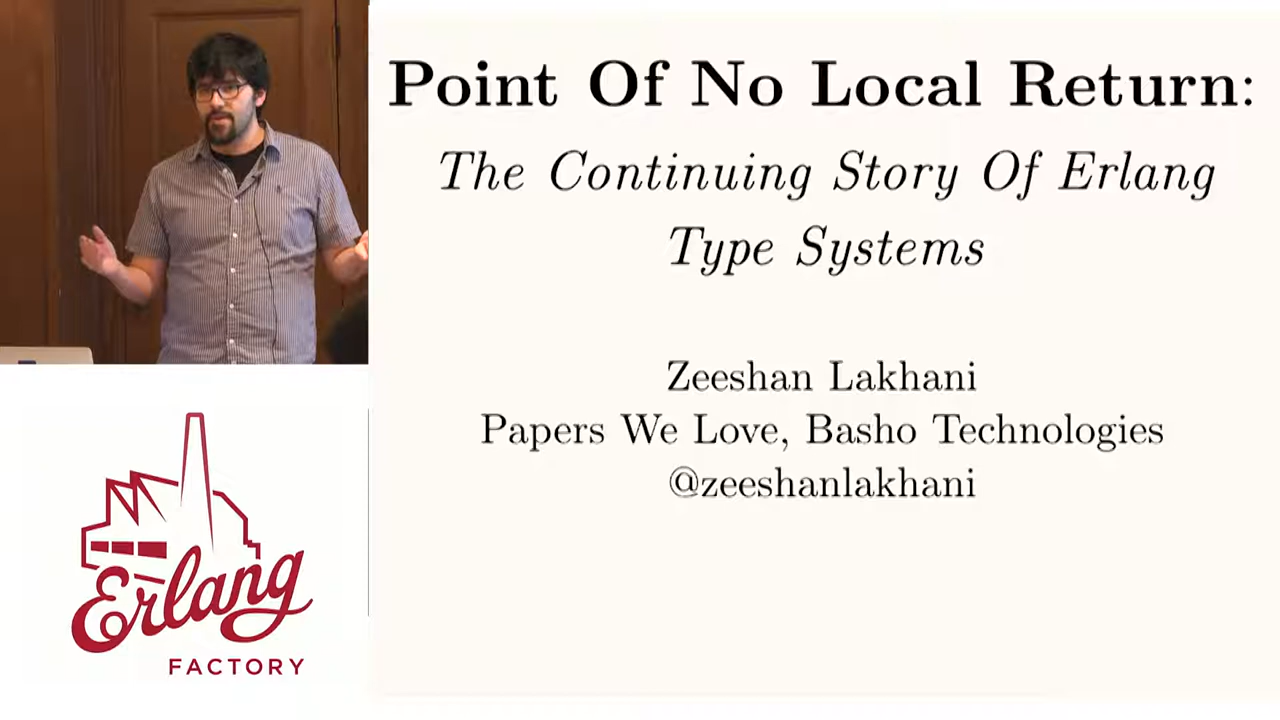 Point Of No Local Return:
The Continuing Story Of Erlang
Type Systems
Zeeshan Lakhani
Papers We Love, Basho Technologies
@zeeshanlakhani
Erlang
FACTORY